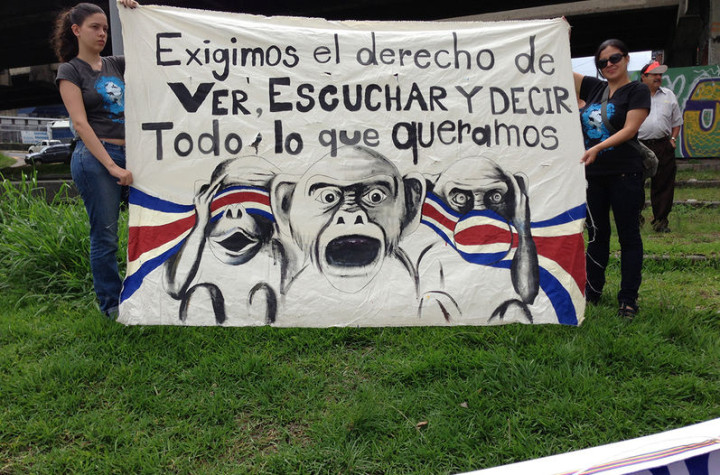 Exigimos el derecho de
VER, ESCUCHAR Y DECIR
Todo, lo que queramos